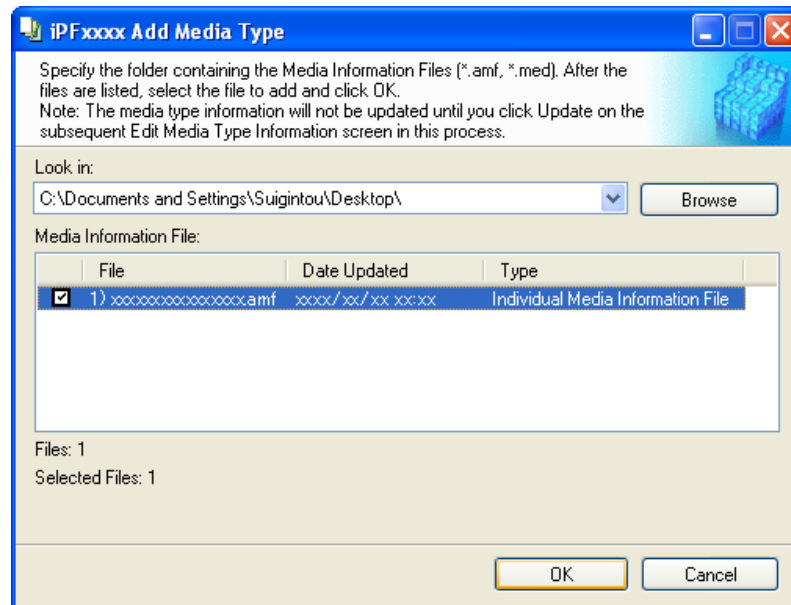 iPFxxxx Add Media Type
Specify the folder containing the Media Information Files (*.amf, *.med). After the
files are listed, select the file to add and click OK.
Note: The media type information will not be updated until you click Update on the
subsequent Edit Media Type Information screen in this process.
Look in:
C:\Documents and Settings\Suigintou\Desktop\ Browse
Media Information File:
File Date Updated Type
1) xxxxxxxxxxxxxxxx.amf xxxx/xx/xx xx:xx Individual Media Information File
Files: 1
Selected Files: 1
OK Cancel